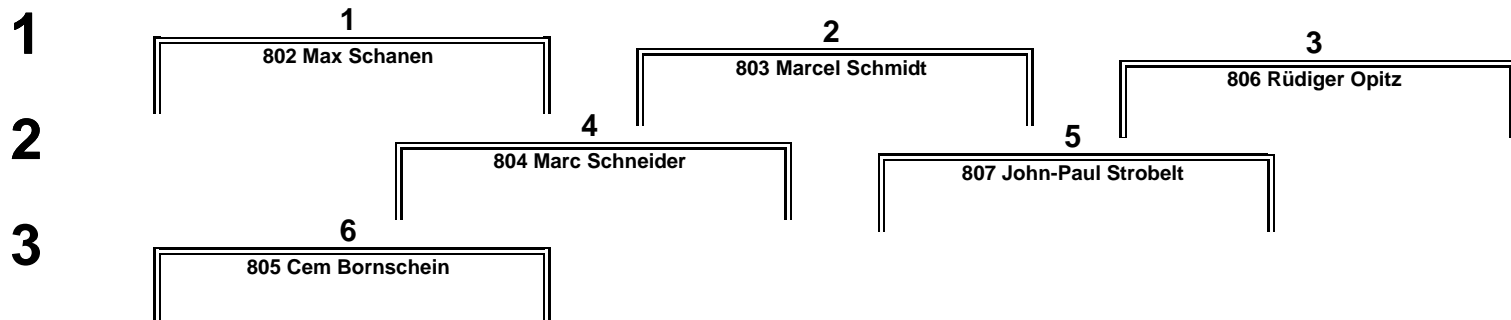 1
1
802 Max Schanen
2
803 Marcel Schmidt
3
806 Rüdiger Opitz
2
4
804 Marc Schneider
5
807 John-Paul Strobelt
3
6
805 Cem Bornschein